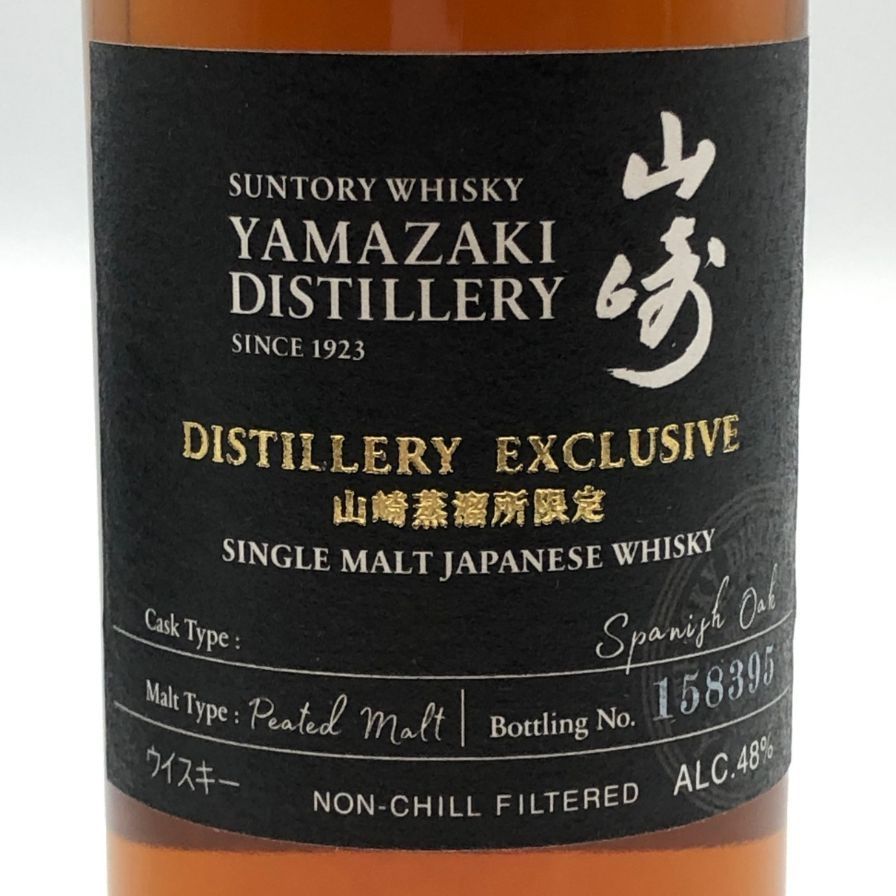 SUNTORY WHISKY
YAMAZAKI
DISTILLERY
SINCE 1923
山崎
DISTILLERY EXCLUSIVE
山崎蒸溜所限定
SINGLE MALT JAPANESE WHISKY
Cask Type : Spanish Oak
Malt Type : Peated Malt | Bottling No. 158395
ウイスキー NON-CHILL FILTERED ALC.48%